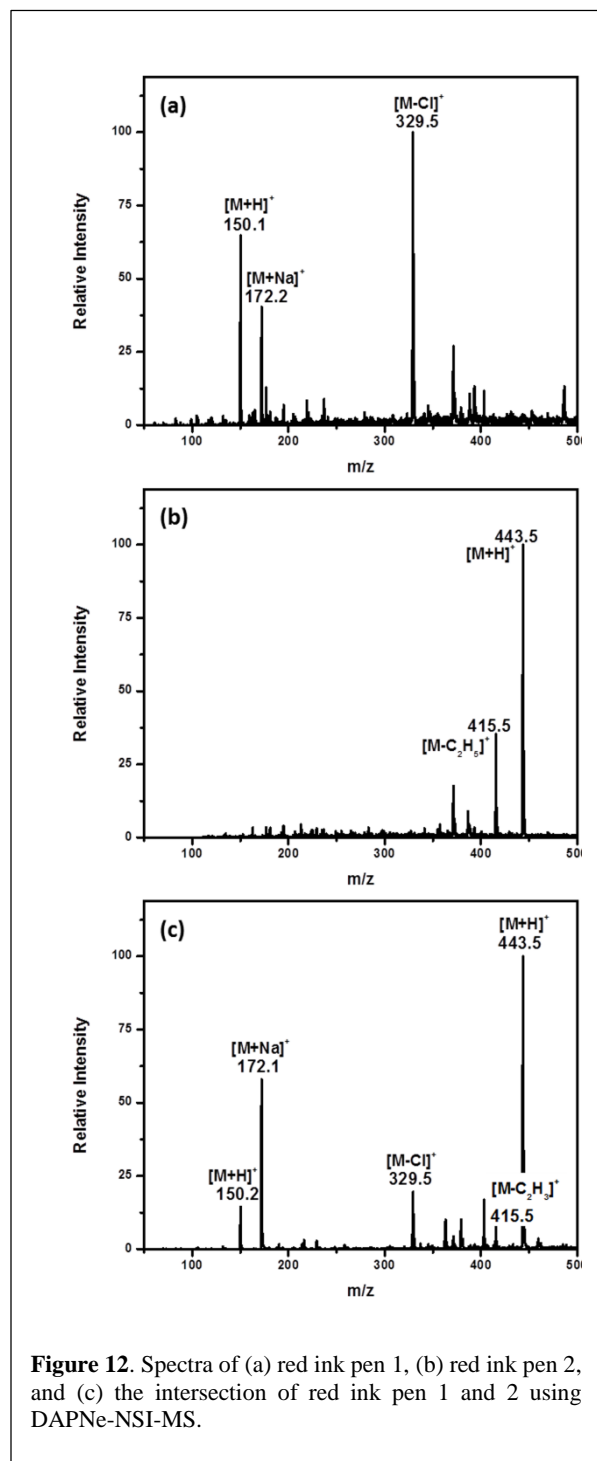 (a)
[M-Cl]⁺
329.5
100
[M+H]⁺
150.1
75
[M+Na]⁺
172.2
50
25
0
Relative Intensity
100 200 300 400 500
m/z
(b)
443.5
[M+H]⁺
100
75
50
415.5
[M-C₂H₅]⁺
25
0
Relative Intensity
100 200 300 400 500
m/z
(c)
[M+H]⁺
443.5
100
75
[M+Na]⁺
172.1
50
25
[M+H]⁺
150.2
[M-Cl]⁺
329.5
[M-C₂H₃]⁺
415.5
0
Relative Intensity
100 200 300 400 500
m/z
Figure 12. Spectra of (a) red ink pen 1, (b) red ink pen 2,
and (c) the intersection of red ink pen 1 and 2 using
DAPNe-NSI-MS.